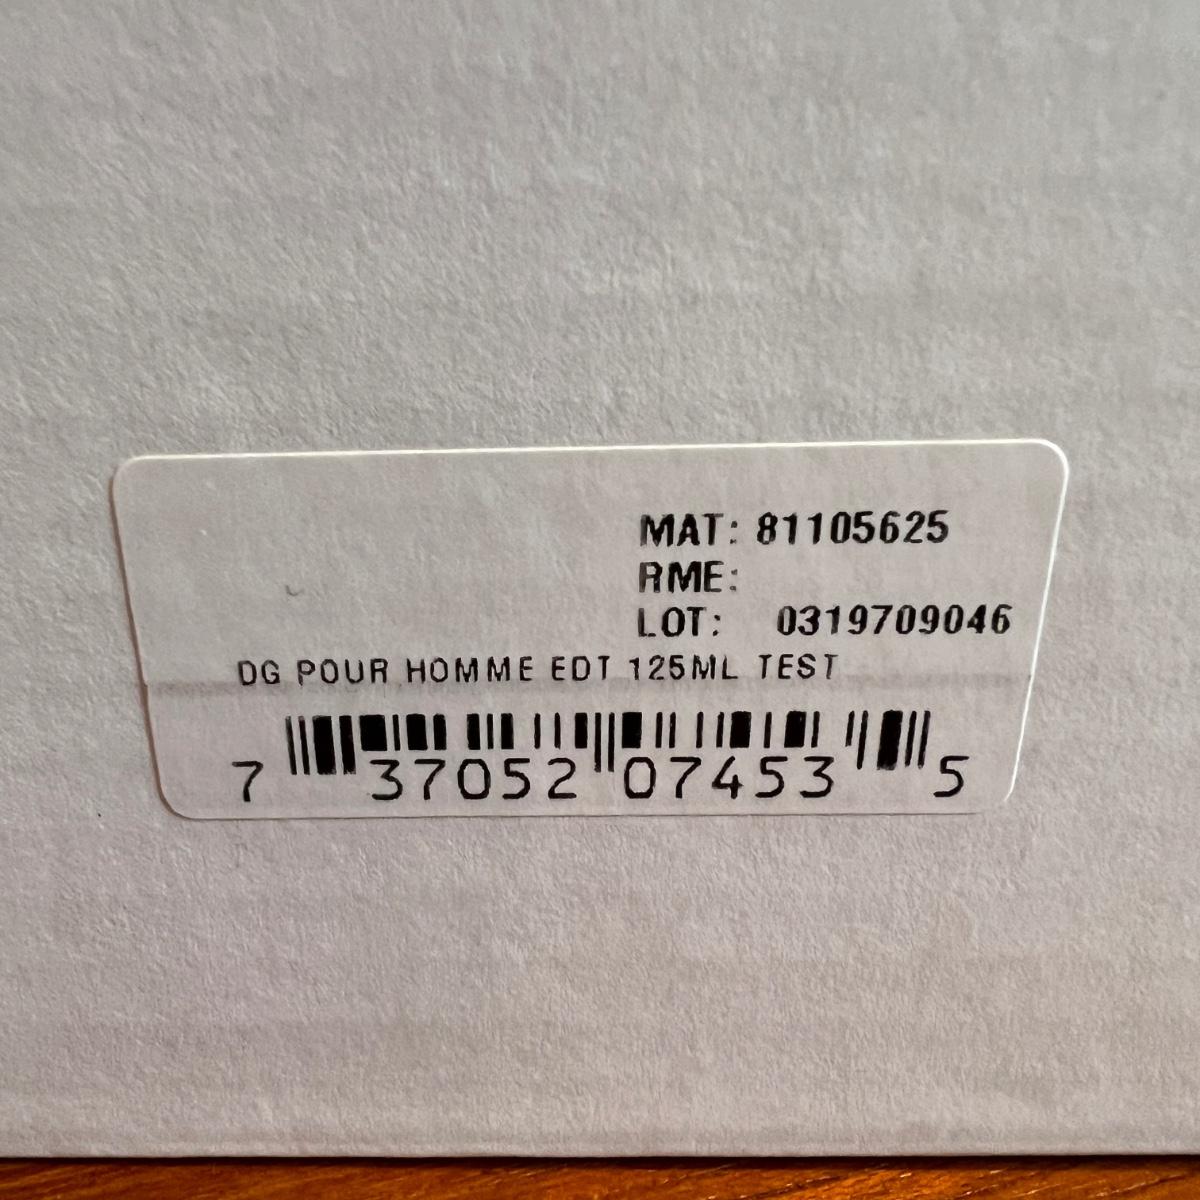 MAT: 81105625
RME:
LOT: 0319709046
DG POUR HOMME EDT 125ML TEST
7 37052 07453 5